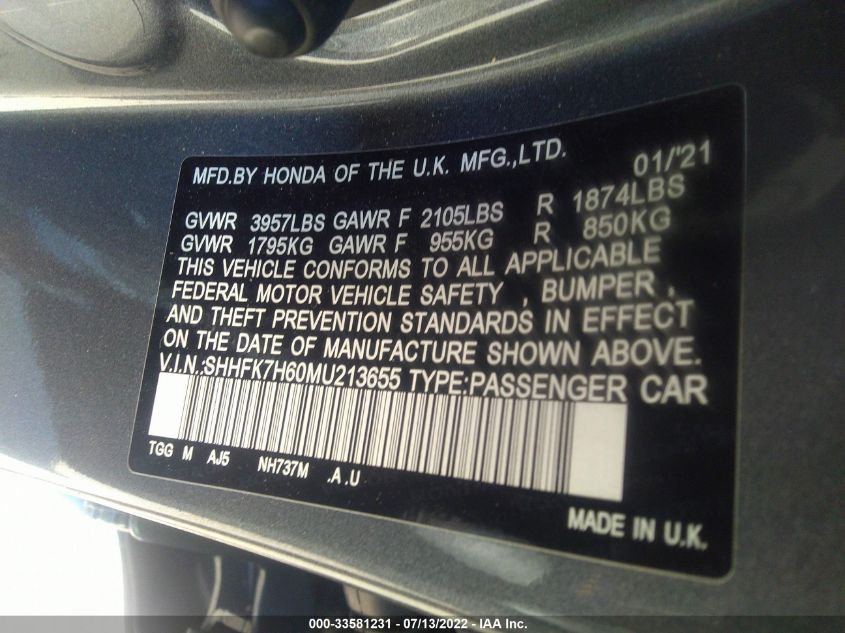 MFD.BY HONDA OF THE U.K. MFG.,LTD. 01/'21
GVWR 3957LBS GAWR F 2105LBS R 1874LBS
GVWR 1795KG GAWR F 955KG R 850KG
THIS VEHICLE CONFORMS TO ALL APPLICABLE
FEDERAL MOTOR VEHICLE SAFETY , BUMPER ,
AND THEFT PREVENTION STANDARDS IN EFFECT
ON THE DATE OF MANUFACTURE SHOWN ABOVE.
V.I.N.:SHHFK7H60MU213655 TYPE:PASSENGER CAR
TGG M AJ5 NH737M .A .U
MADE IN U.K.
000-33581231 - 07/13/2022 - IAA Inc.